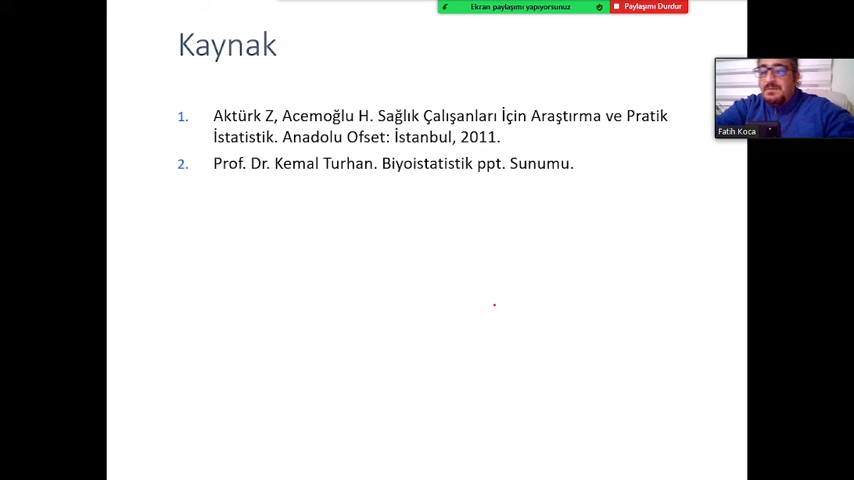 Ekran paylaşımı yapıyorsunuz
Paylaşımı Durdur
Kaynak
1. Aktürk Z, Acemoğlu H. Sağlık Çalışanları İçin Araştırma ve Pratik
İstatistik. Anadolu Ofset: İstanbul, 2011.
2. Prof. Dr. Kemal Turhan. Biyoistatistik ppt. Sunumu.
Fatih Koca